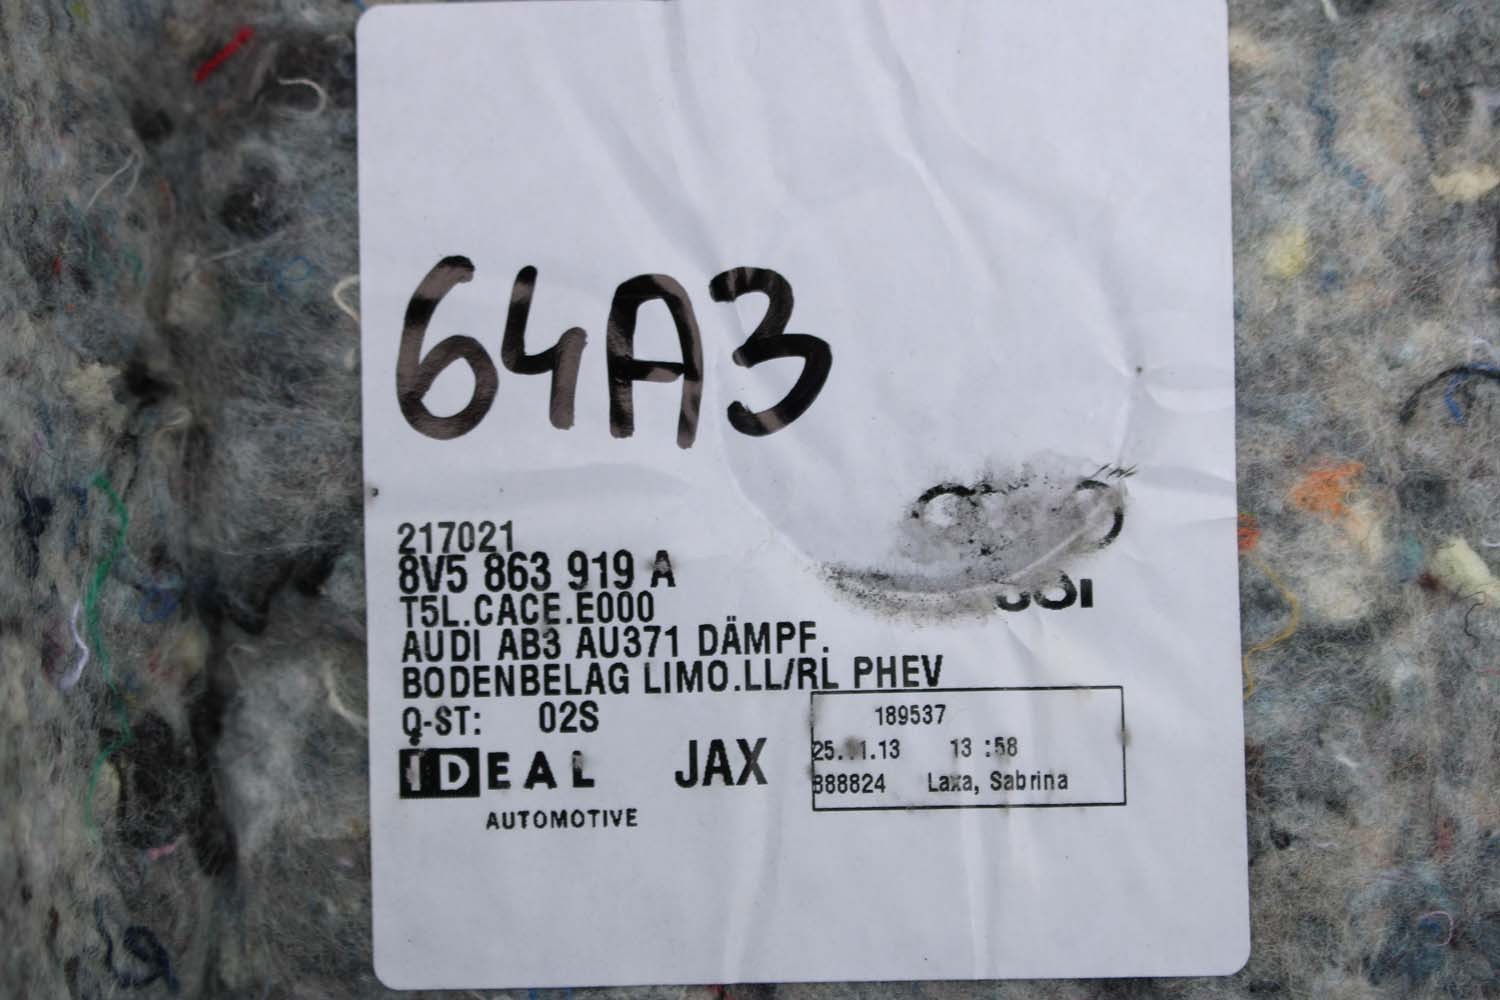 64A3
217021
8V5 863 919 A
T5L.CACE.E000
AUDI AB3 AU371 DÄMPF.
BODENBELAG LIMO.LL/RL PHEV
Q-ST: 02S
189537
13:58
IDEAL JAX
888824 Laxa, Sabrina
AUTOMOTIVE